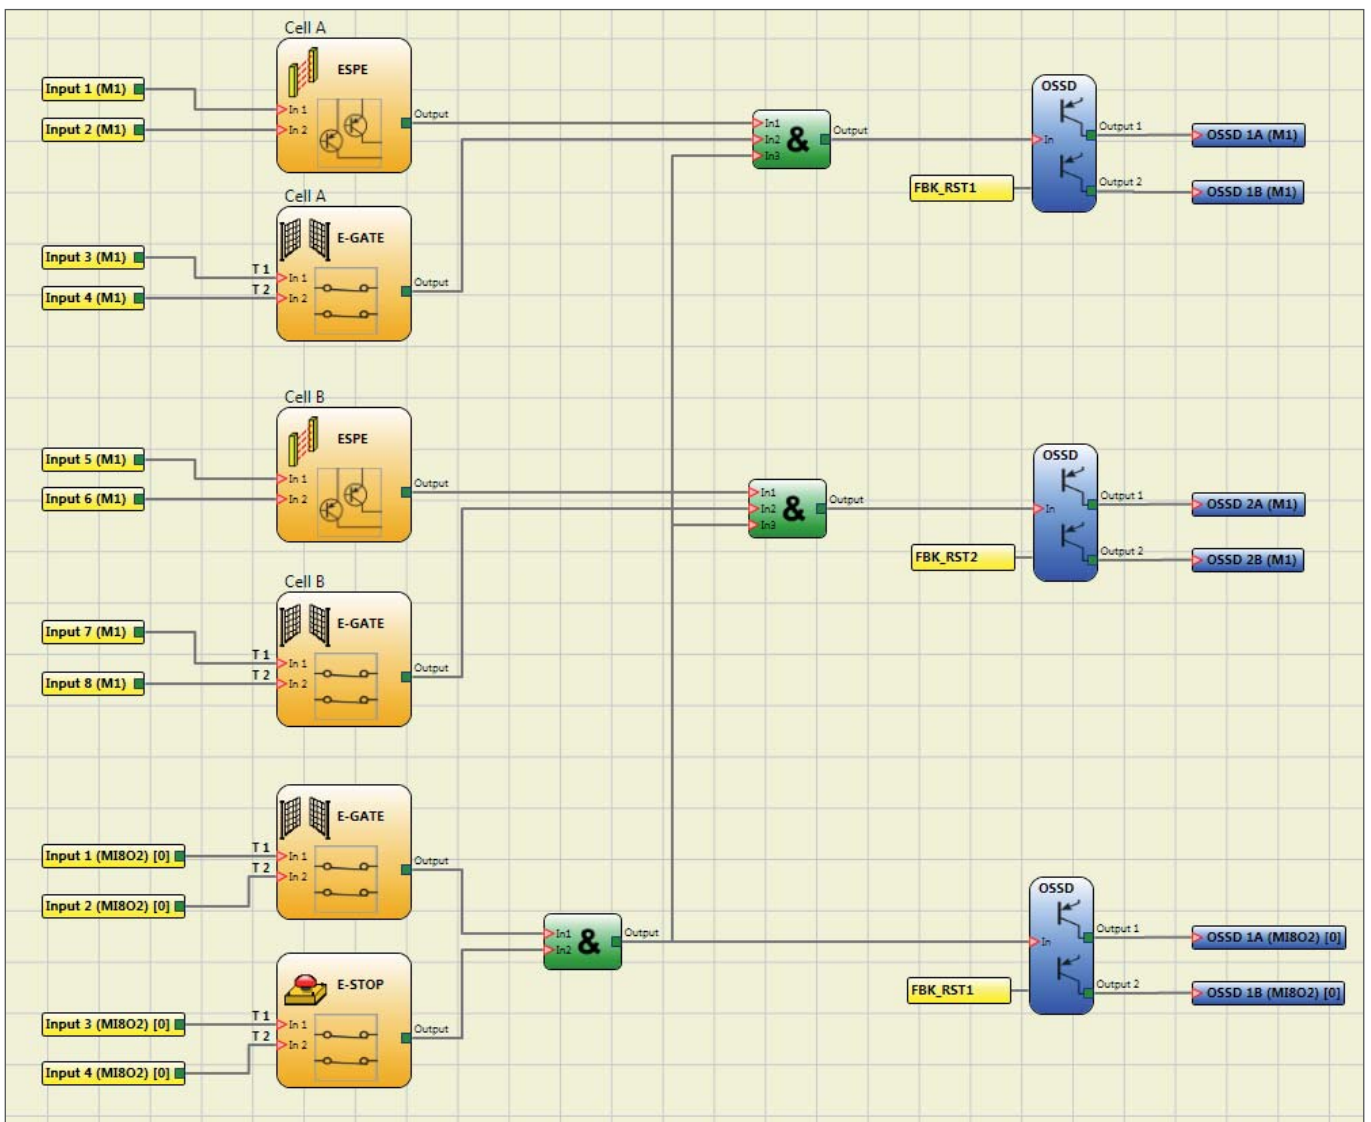 Cell A
ESPE
Input 1 (M1)
In 1
Input 2 (M1)
In 2
Output
In1
In2
In3
&
Output
OSSD
In
Output 1
OSSD 1A (M1)
Output 2
OSSD 1B (M1)
FBK_RST1
Cell A
E-GATE
Input 3 (M1)
T 1
In 1
Input 4 (M1)
T 2
In 2
Output
Cell B
ESPE
Input 5 (M1)
In 1
Input 6 (M1)
In 2
Output
In1
In2
In3
&
Output
OSSD
In
Output 1
OSSD 2A (M1)
Output 2
OSSD 2B (M1)
FBK_RST2
Cell B
E-GATE
Input 7 (M1)
T 1
In 1
Input 8 (M1)
T 2
In 2
Output
E-GATE
Input 1 (MI8O2) [0]
T 1
In 1
T 2
In 2
Input 2 (MI8O2) [0]
Output
In1
In2
&
Output
OSSD
In
Output 1
OSSD 1A (MI8O2) [0]
Output 2
OSSD 1B (MI8O2) [0]
FBK_RST1
E-STOP
Input 3 (MI8O2) [0]
T 1
In 1
T 2
In 2
Input 4 (MI8O2) [0]
Output